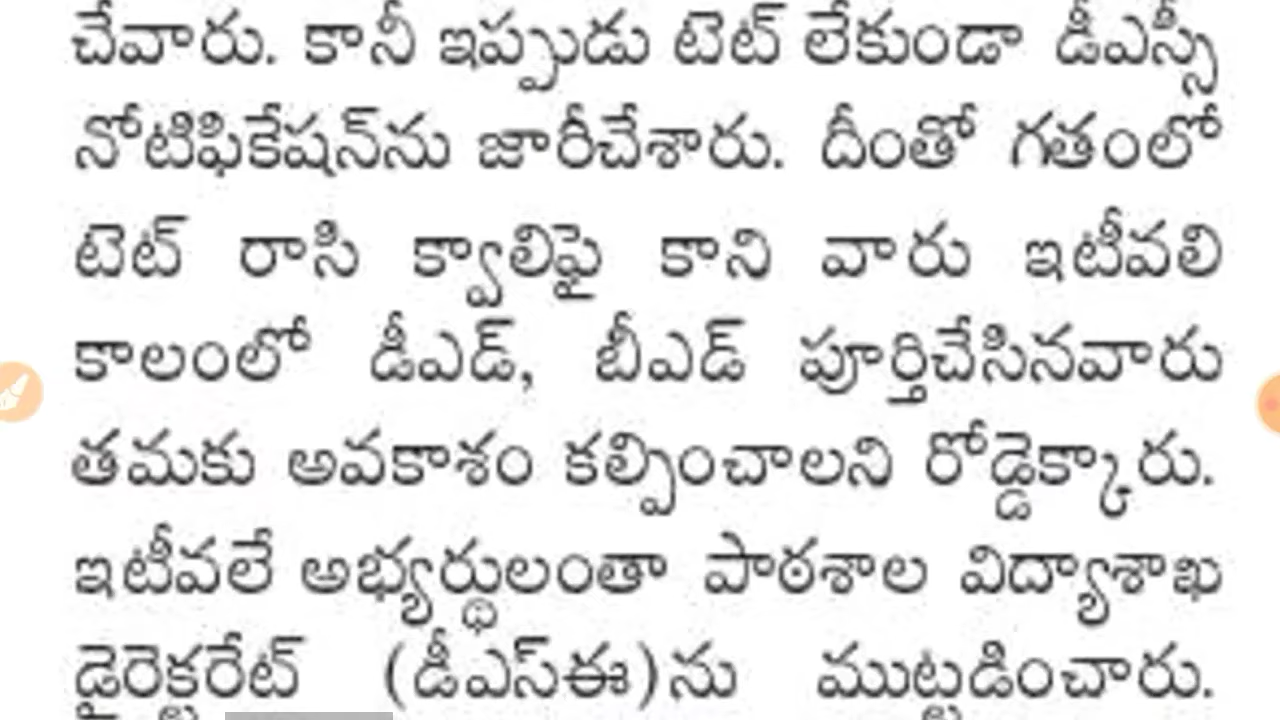 చేవారు. కానీ ఇప్పుడు టెట్ లేకుండా డీఎస్సీ
నోటిఫికేషన్‌ను జారీచేశారు. దీంతో గతంలో
టెట్ రాసి క్వాలిఫై కాని వారు ఇటీవలి
కాలంలో డీఎడ్, బీఎడ్ పూర్తిచేసినవారు
తమకు అవకాశం కల్పించాలని రోడ్డెక్కారు.
ఇటీవలే అభ్యర్థులంతా పాఠశాల విద్యాశాఖ
డైరెక్టరేట్ (డీఎస్ఈ)ను ముట్టడించారు.